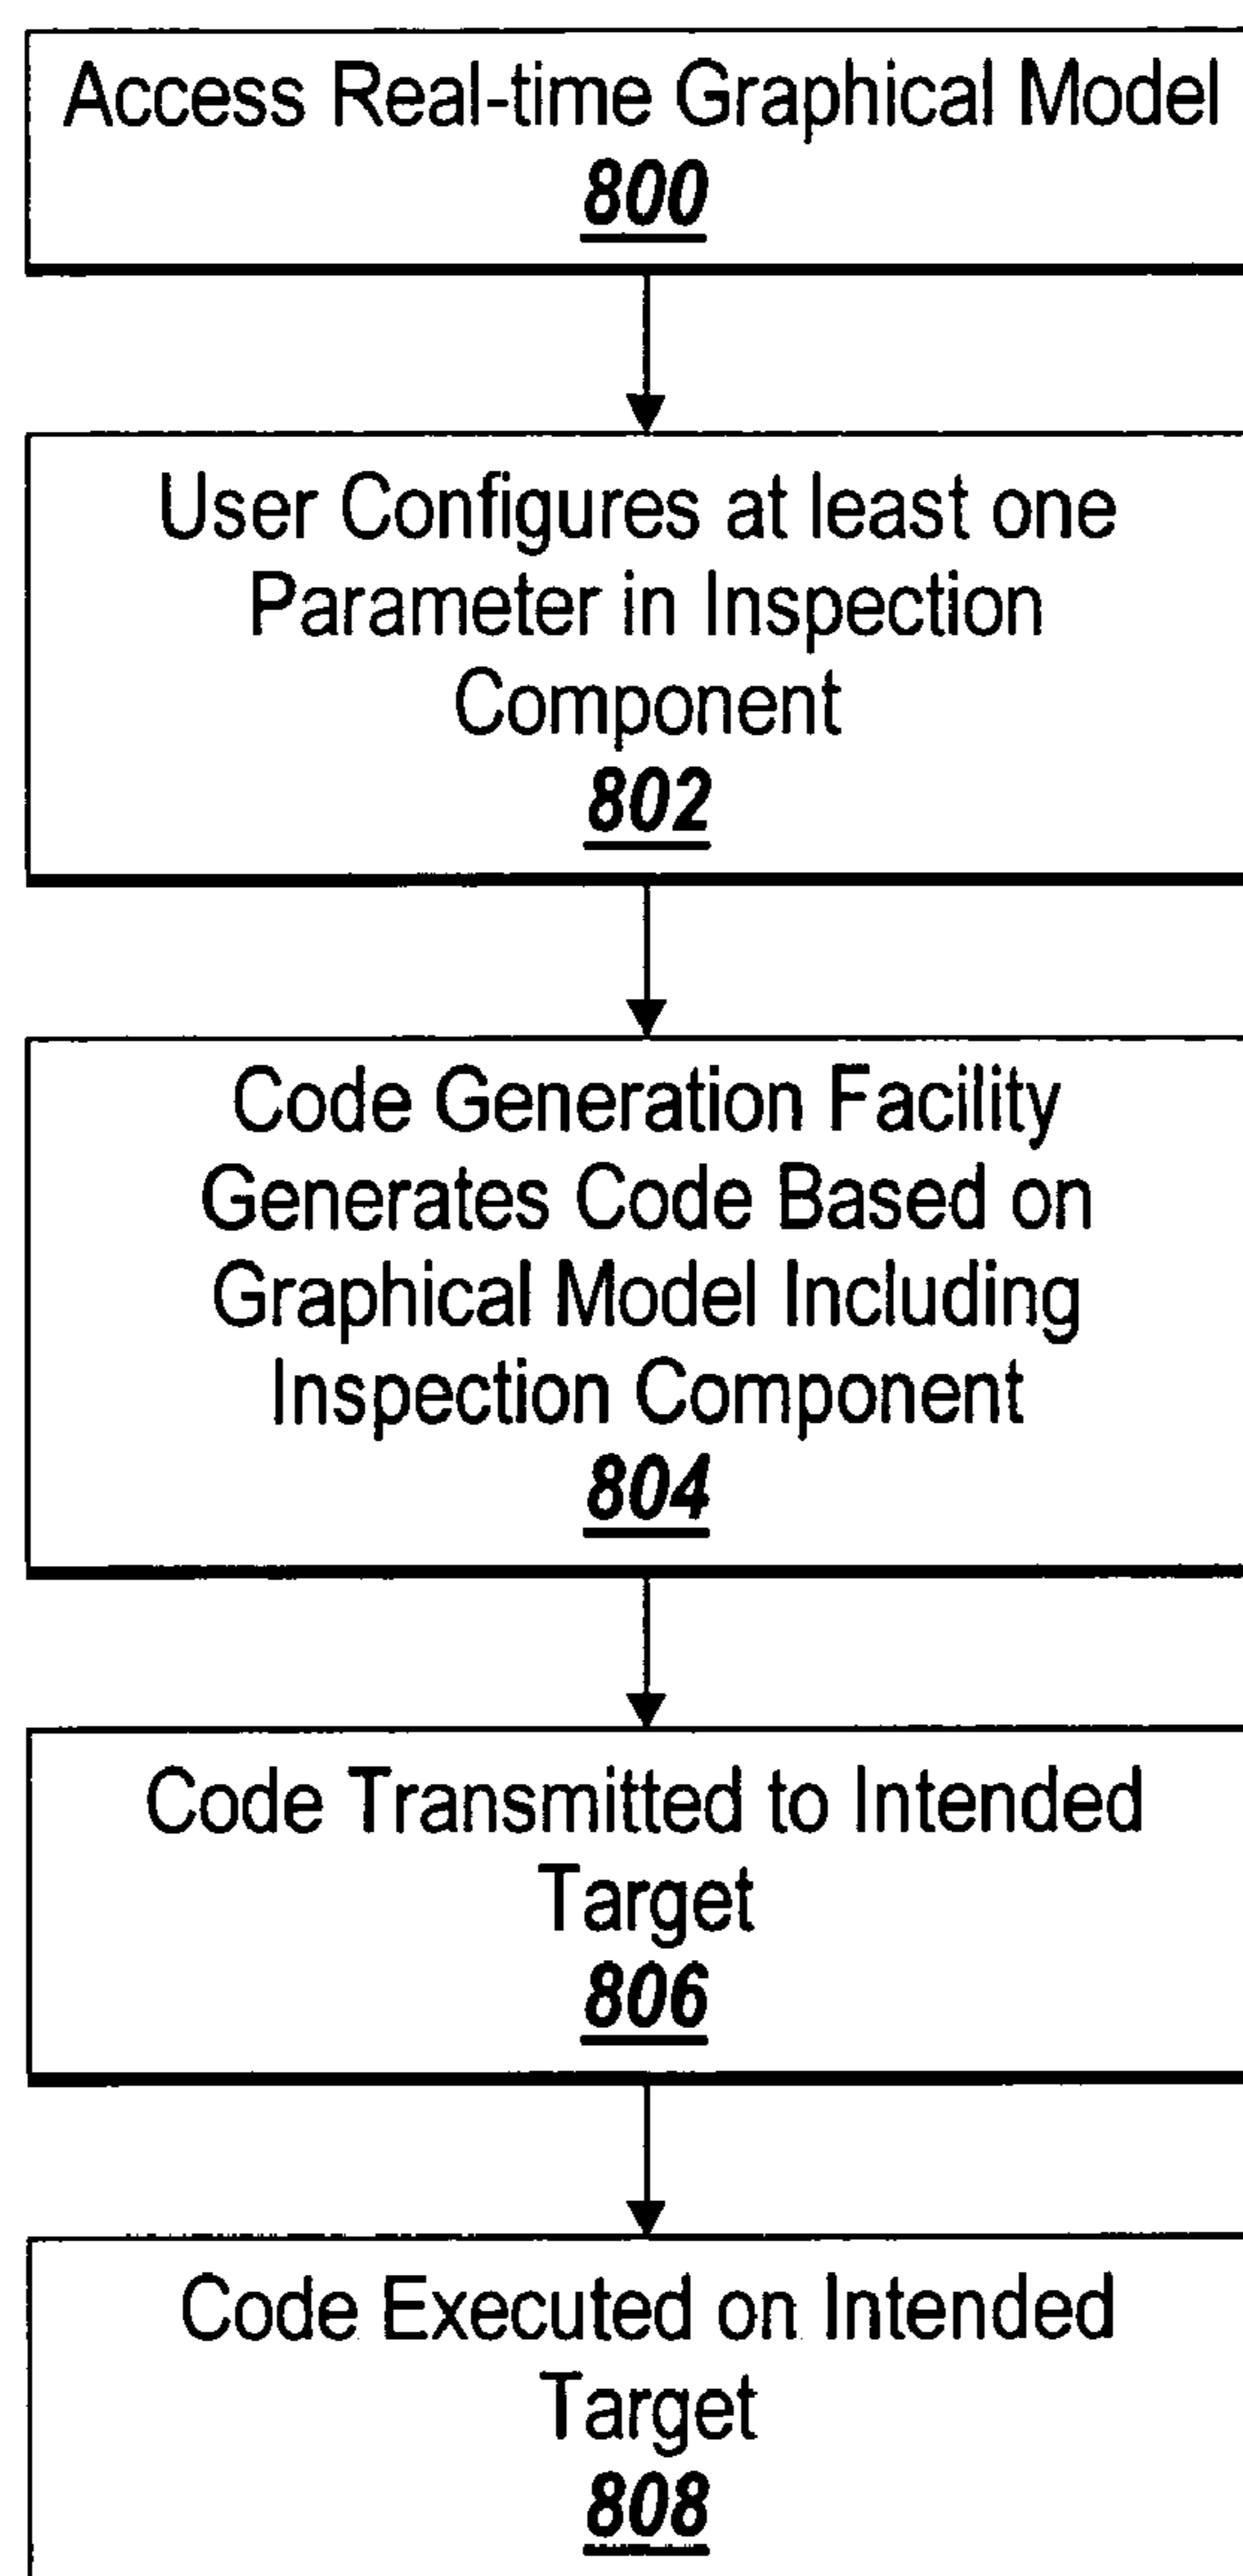 Access Real-time Graphical Model
800
User Configures at least one
Parameter in Inspection
Component
802
Code Generation Facility
Generates Code Based on
Graphical Model Including
Inspection Component
804
Code Transmitted to Intended
Target
806
Code Executed on Intended
Target
808